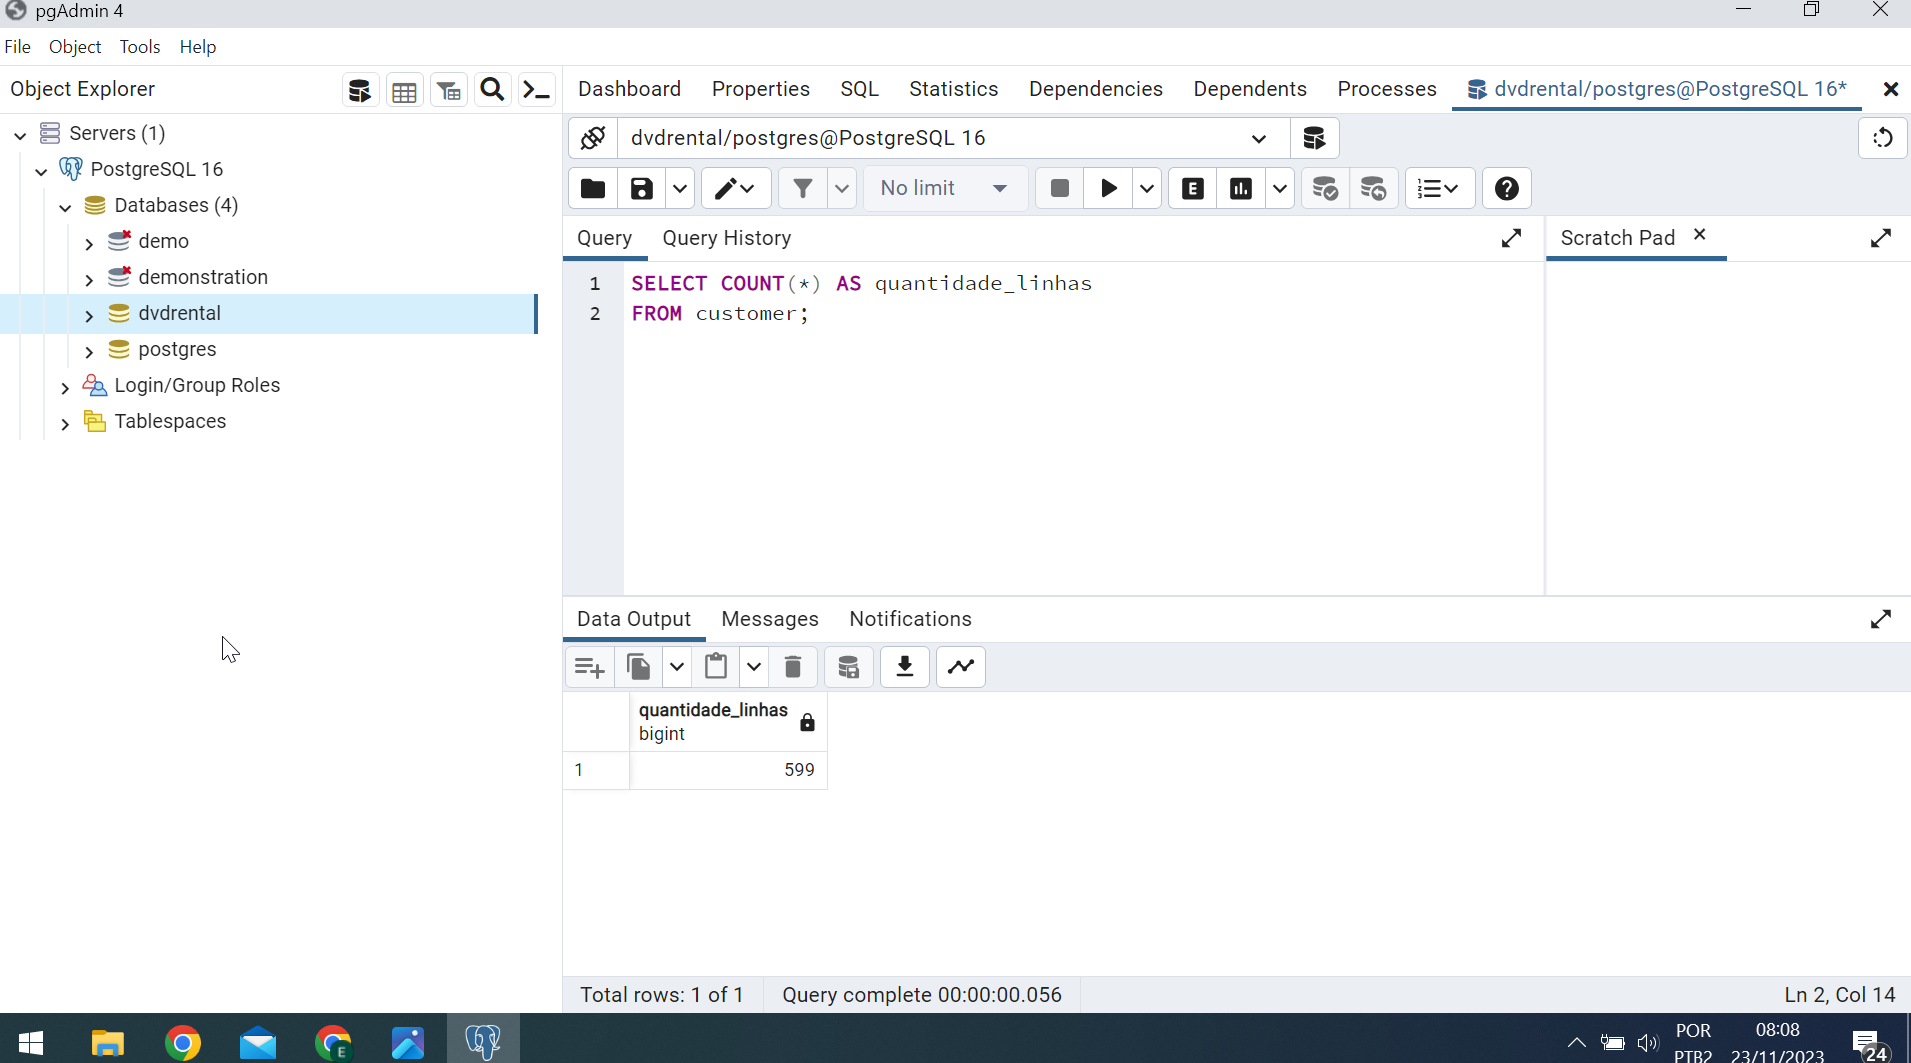 pgAdmin 4
File Object Tools Help
Object Explorer
Dashboard Properties SQL Statistics Dependencies Dependents Processes dvdrental/postgres@PostgreSQL 16*
Servers (1)
PostgreSQL 16
Databases (4)
demo
demonstration
dvdrental
postgres
Login/Group Roles
Tablespaces
dvdrental/postgres@PostgreSQL 16
No limit
E
Query Query History
Scratch Pad
1 SELECT COUNT(*) AS quantidade_linhas
2 FROM customer;
Data Output Messages Notifications
quantidade_linhas
bigint
1 599
Total rows: 1 of 1 Query complete 00:00:00.056 Ln 2, Col 14
E
POR
PTB2
08:08
23/11/2023
24